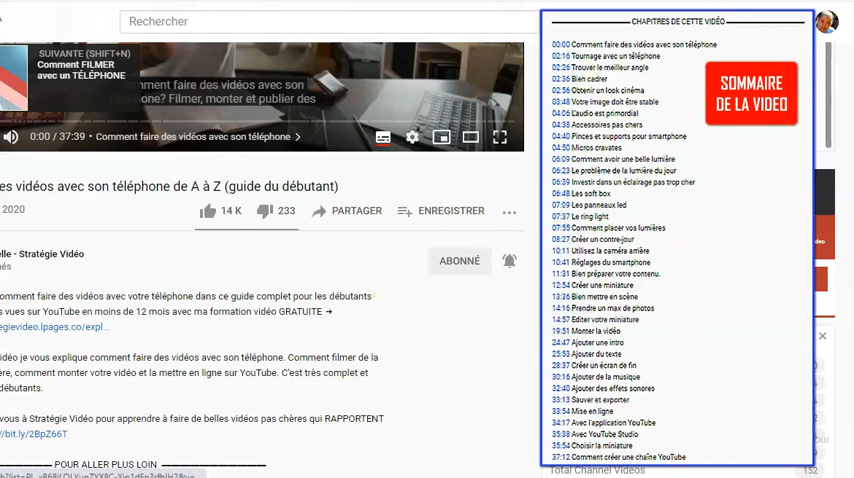 Rechercher
SUIVANTE (SHIFT+N)
Comment FILMER
avec un TÉLÉPHONE
mment faire des vidéos avec son
phone? Filmer, monter et publier des
0:00 / 37:39 • Comment faire des vidéos avec son téléphone
es vidéos avec son téléphone de A à Z (guide du débutant)
2020
14 K
233
PARTAGER
ENREGISTRER
elle - Stratégie Vidéo
nés
ABONNÉ
omment faire des vidéos avec votre téléphone dans ce guide complet pour les débutants
s vues sur YouTube en moins de 12 mois avec ma formation vidéo GRATUITE →
egievideo.lpages.co/expl...
idéo je vous explique comment faire des vidéos avec son téléphone. Comment filmer de la
ère, comment monter votre vidéo et la mettre en ligne sur YouTube. C'est très complet et
débutants.
vous à Stratégie Vidéo pour apprendre à faire de belles vidéos pas chères qui RAPPORTENT
//bit.ly/2BpZ66T
POUR ALLER PLUS LOIN
CHAPITRES DE CETTE VIDÉO
00:00 Comment faire des vidéos avec son téléphone
02:16 Tournage avec un téléphone
02:26 Trouver le meilleur angle
02:36 Bien cadrer
02:56 Obtenir un look cinéma
03:48 Votre image doit être stable
04:06 L'audio est primordial
04:38 Accessoires pas chers
04:40 Pinces et supports pour smartphone
04:50 Micros cravates
06:09 Comment avoir une belle lumière
06:23 Le problème de la lumière du jour
06:39 Investir dans un éclairage pas trop cher
06:48 Les soft box
07:09 Les panneaux led
07:37 Le ring light
07:55 Comment placer vos lumières
08:27 Créer un contre-jour
10:11 Utilisez la caméra arrière
10:41 Réglages du smartphone
11:31 Bien préparer votre contenu.
12:54 Créer une miniature
13:36 Bien mettre en scène
14:16 Prendre un max de photos
14:57 Editer votre miniature
19:51 Monter la vidéo
24:47 Ajouter une intro
25:53 Ajouter du texte
28:37 Créer un écran de fin
30:16 Ajouter de la musique
32:40 Ajouter des effets sonores
33:13 Sauver et exporter
33:54 Mise en ligne
34:17 Avec l'application YouTube
35:38 Avec YouTube Studio
35:54 Choisir la miniature
37:12 Comment créer une chaîne YouTube
SOMMAIRE
DE LA VIDEO
Total Channel Videos
152